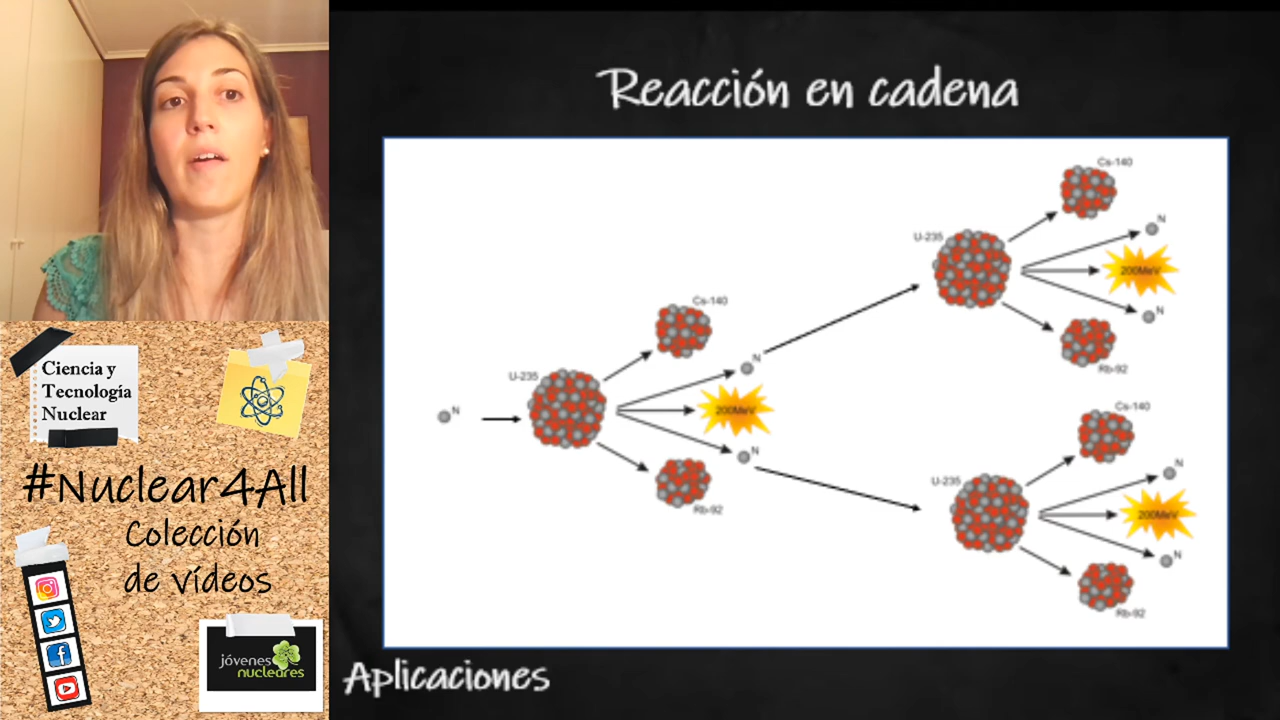 Reacción en cadena
Cs-140
N
U-235
200MeV
N
Rb-92
Cs-140
N
U-235
200MeV
N
N
Rb-92
Cs-140
N
U-235
200MeV
N
Rb-92
Aplicaciones
Ciencia y
Tecnología
Nuclear
#Nuclear4All
Colección
de vídeos
jóvenes
nucleares